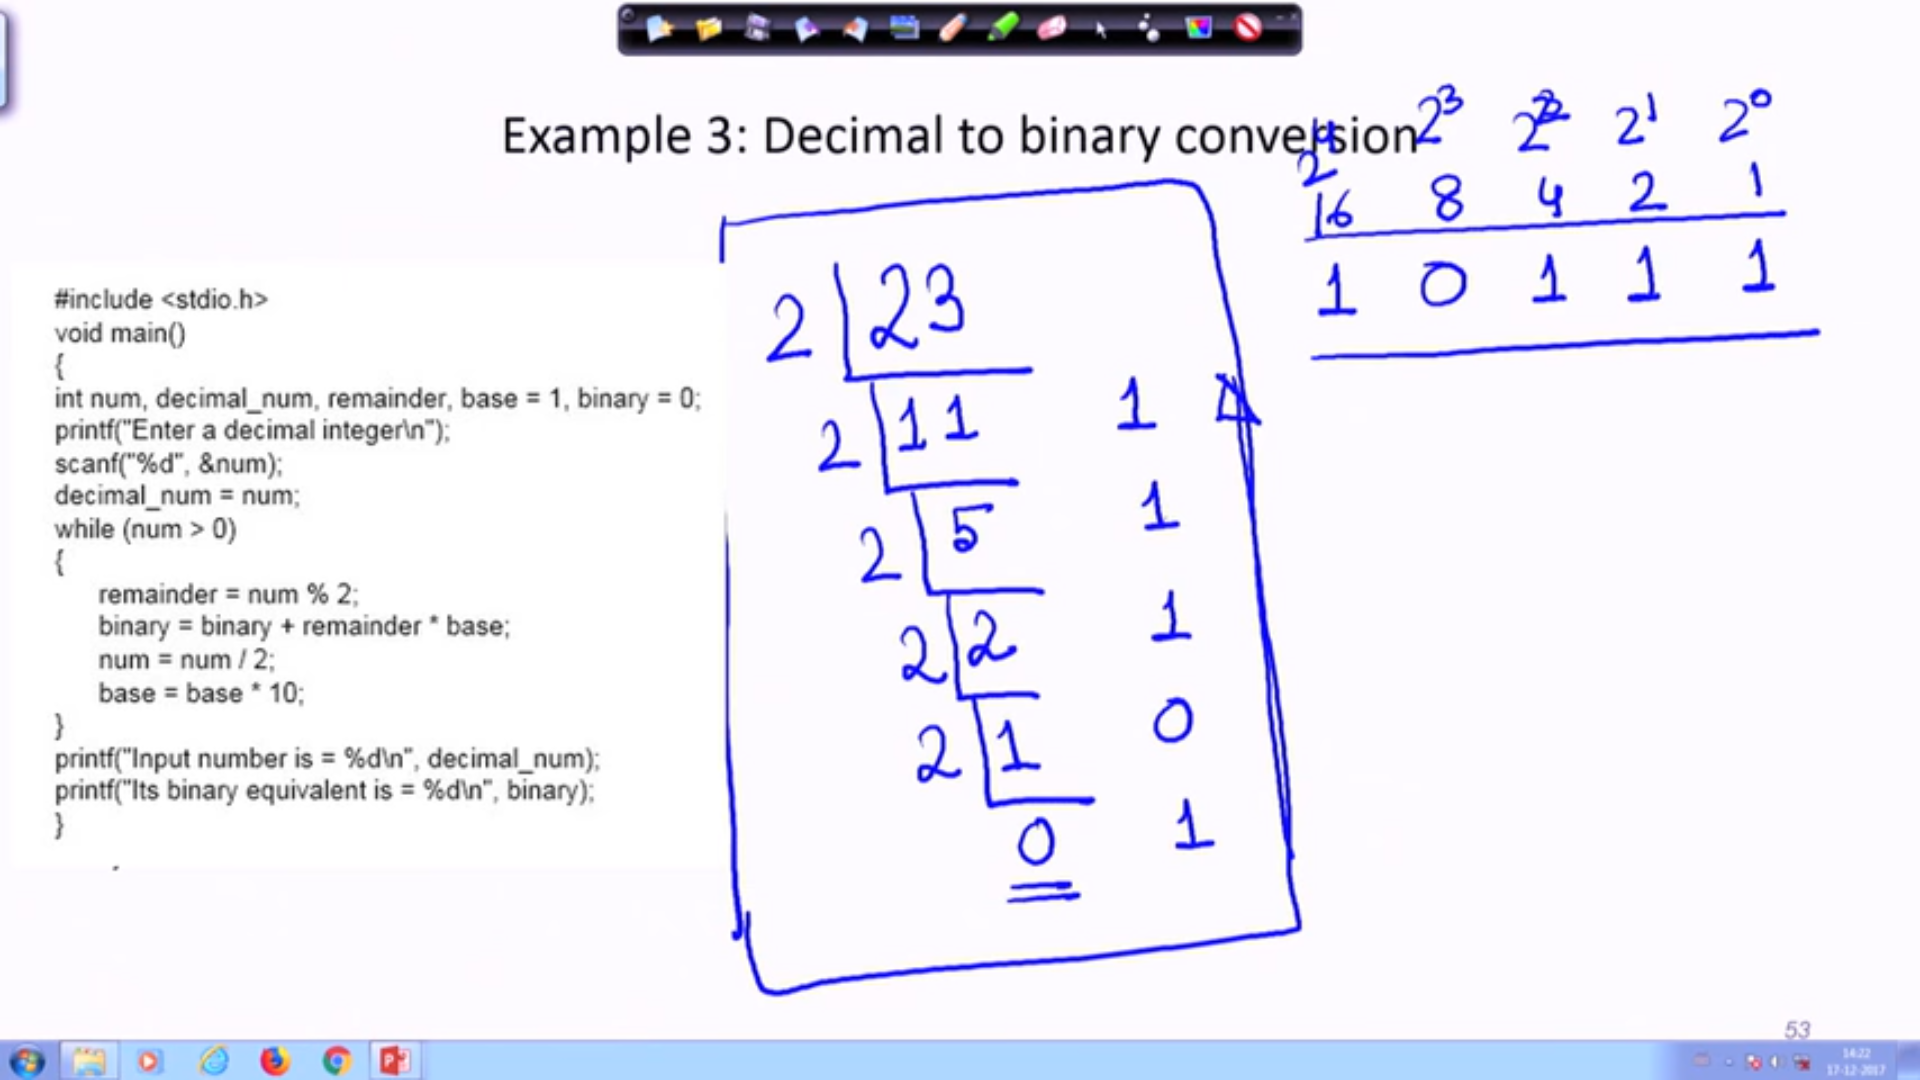 Example 3: Decimal to binary conversion
2^4 2^3 2^2 2^1 2^0
16 8 4 2 1
1 0 1 1 1
#include <stdio.h>
void main()
{
int num, decimal_num, remainder, base = 1, binary = 0;
printf("Enter a decimal integer\n");
scanf("%d", &num);
decimal_num = num;
while (num > 0)
{
remainder = num % 2;
binary = binary + remainder * base;
num = num / 2;
base = base * 10;
}
printf("Input number is = %d\n", decimal_num);
printf("Its binary equivalent is = %d\n", binary);
}
2 23
2 11 1
2 5 1
2 2 1
2 1 0
0 1
53
14:22
17-12-2017